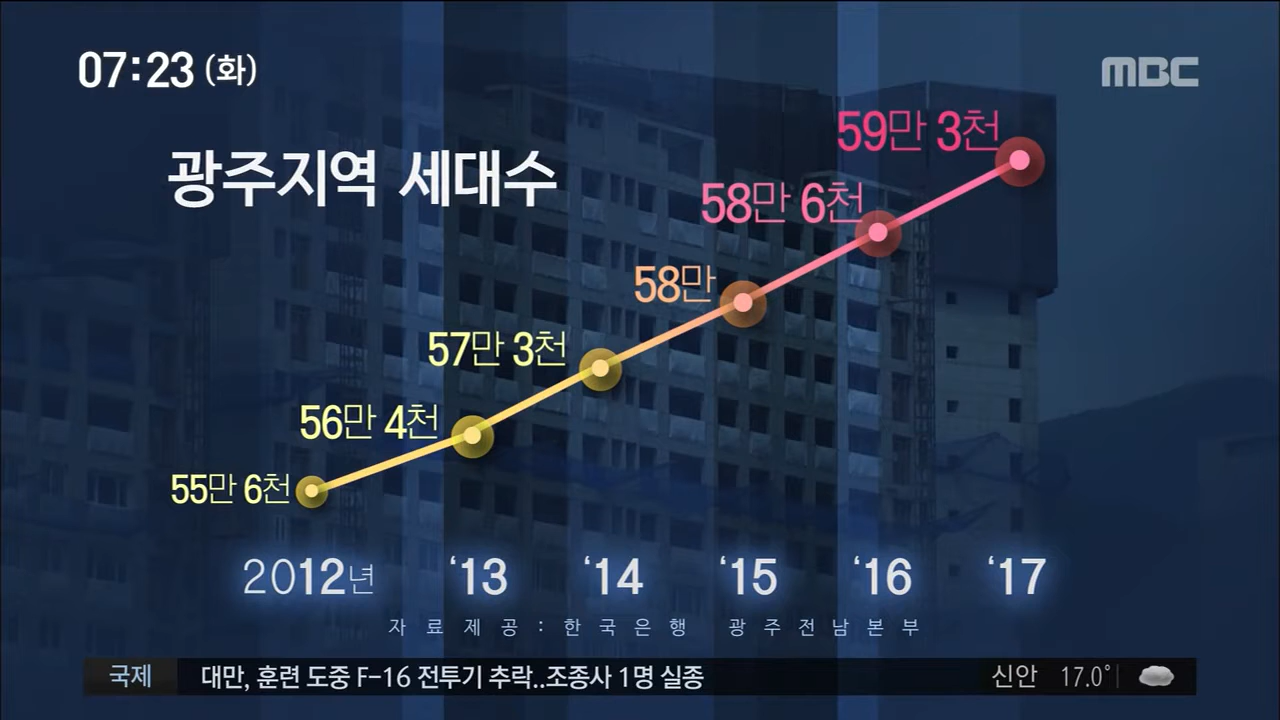 07:23 (화)
MBC
광주지역 세대수
59만 3천
58만 6천
58만
57만 3천
56만 4천
55만 6천
2012년 '13 '14 '15 '16 '17
자료제공 : 한국은행 광주전남본부
국제 대만, 훈련 도중 F-16 전투기 추락..조종사 1명 실종 신안 17.0°